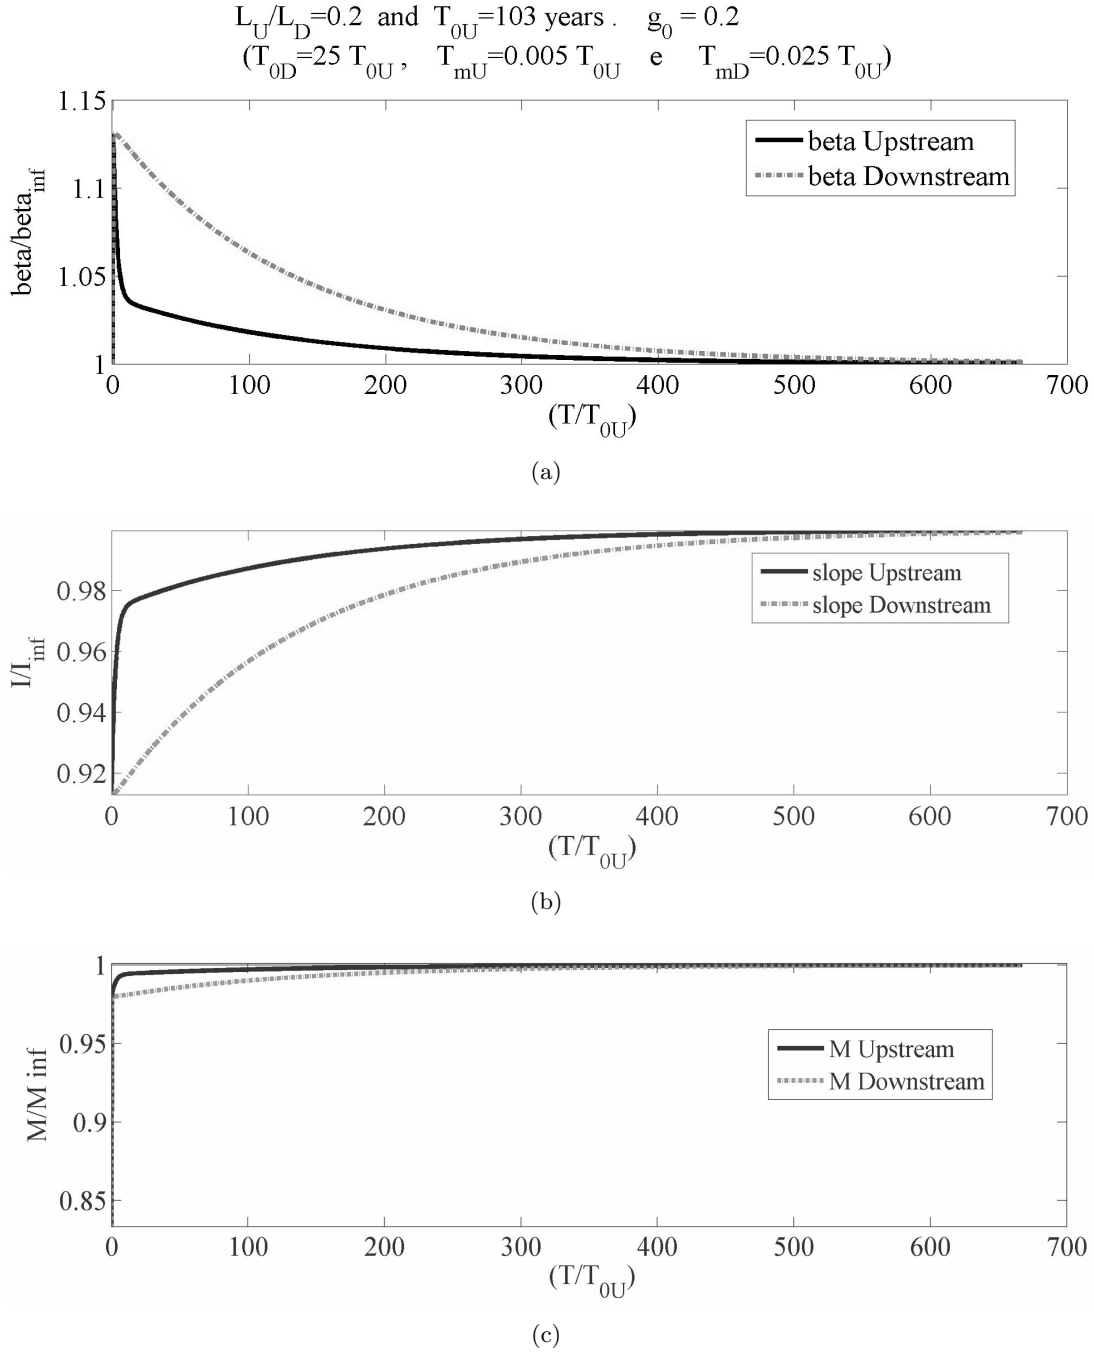 L_U/L_D=0.2 and T_0U=103 years . g_0 = 0.2
(T_0D=25 T_0U , T_mU=0.005 T_0U e T_mD=0.025 T_0U)
beta/beta_inf
1.15
1.1
1.05
1
beta Upstream
beta Downstream
0 100 200 300 400 500 600 700
(T/T_0U)
(a)
I/I_inf
0.98
0.96
0.94
0.92
slope Upstream
slope Downstream
0 100 200 300 400 500 600 700
(T/T_0U)
(b)
M/M inf
1
0.95
0.9
0.85
M Upstream
M Downstream
0 100 200 300 400 500 600 700
(T/T_0U)
(c)